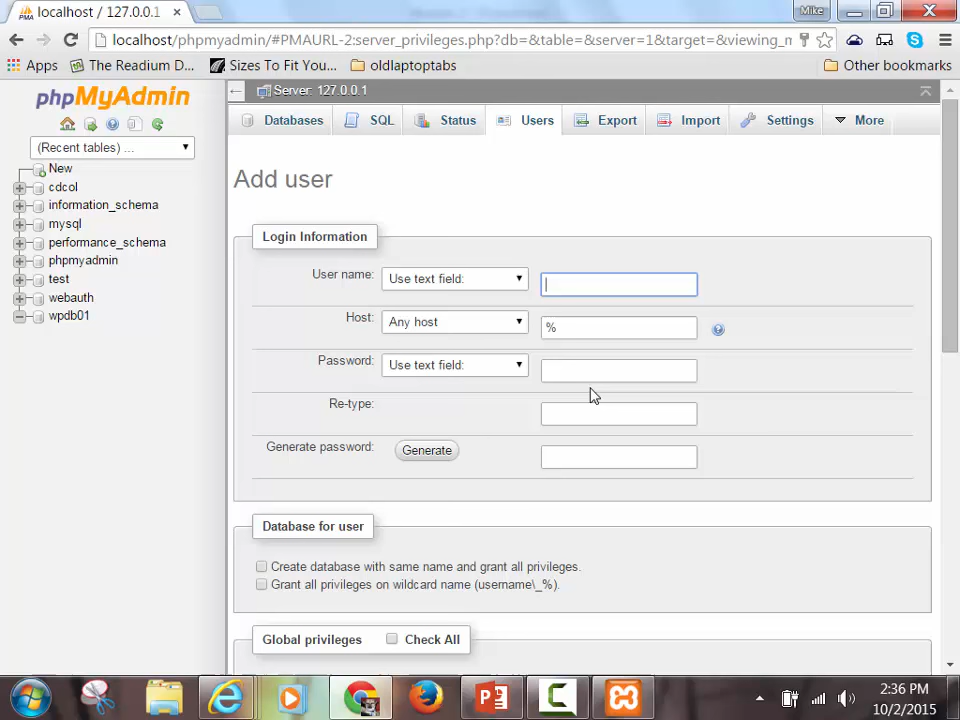 localhost / 127.0.0.1
Mike
localhost/phpmyadmin/#PMAURL-2:server_privileges.php?db=&table=&server=1&target=&viewing_m
Apps The Readium D... Sizes To Fit You... oldlaptoptabs Other bookmarks
phpMyAdmin
(Recent tables) ...
New
cdcol
information_schema
mysql
performance_schema
phpmyadmin
test
webauth
wpdb01
Server: 127.0.0.1
Databases SQL Status Users Export Import Settings More
Add user
Login Information
User name: Use text field:
Host: Any host %
Password: Use text field:
Re-type:
Generate password: Generate
Database for user
Create database with same name and grant all privileges.
Grant all privileges on wildcard name (username\_%).
Global privileges Check All
2:36 PM
10/2/2015